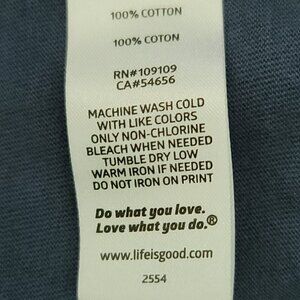 100% COTTON
100% COTON
RN#109109
CA#54656
MACHINE WASH COLD
WITH LIKE COLORS
ONLY NON-CHLORINE
BLEACH WHEN NEEDED
TUMBLE DRY LOW
WARM IRON IF NEEDED
DO NOT IRON ON PRINT
Do what you love.
Love what you do.®
www.lifeisgood.com
2554